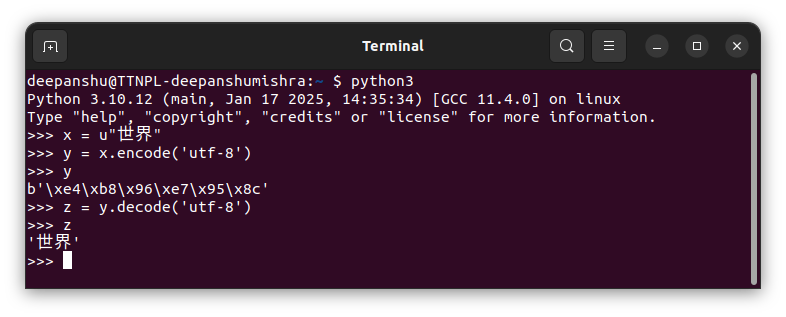 Terminal
deepanshu@TTNPL-deepanshumishra:~ $ python3
Python 3.10.12 (main, Jan 17 2025, 14:35:34) [GCC 11.4.0] on linux
Type "help", "copyright", "credits" or "license" for more information.
>>> x = u"世界"
>>> y = x.encode('utf-8')
>>> y
b'\xe4\xb8\x96\xe7\x95\x8c'
>>> z = y.decode('utf-8')
>>> z
'世界'
>>>